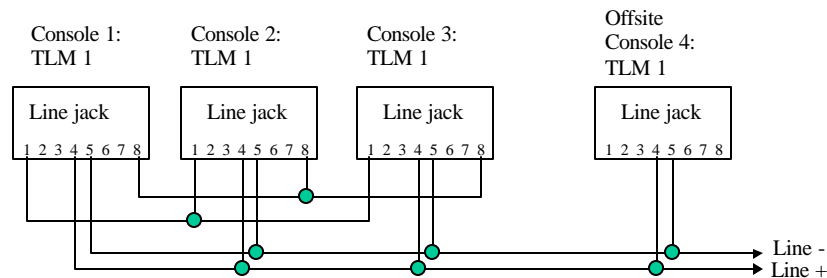 Console 1:
TLM 1
Console 2:
TLM 1
Console 3:
TLM 1
Offsite
Console 4:
TLM 1
Line jack
1 2 3 4 5 6 7 8
Line jack
1 2 3 4 5 6 7 8
Line jack
1 2 3 4 5 6 7 8
Line jack
1 2 3 4 5 6 7 8
Line -
Line +